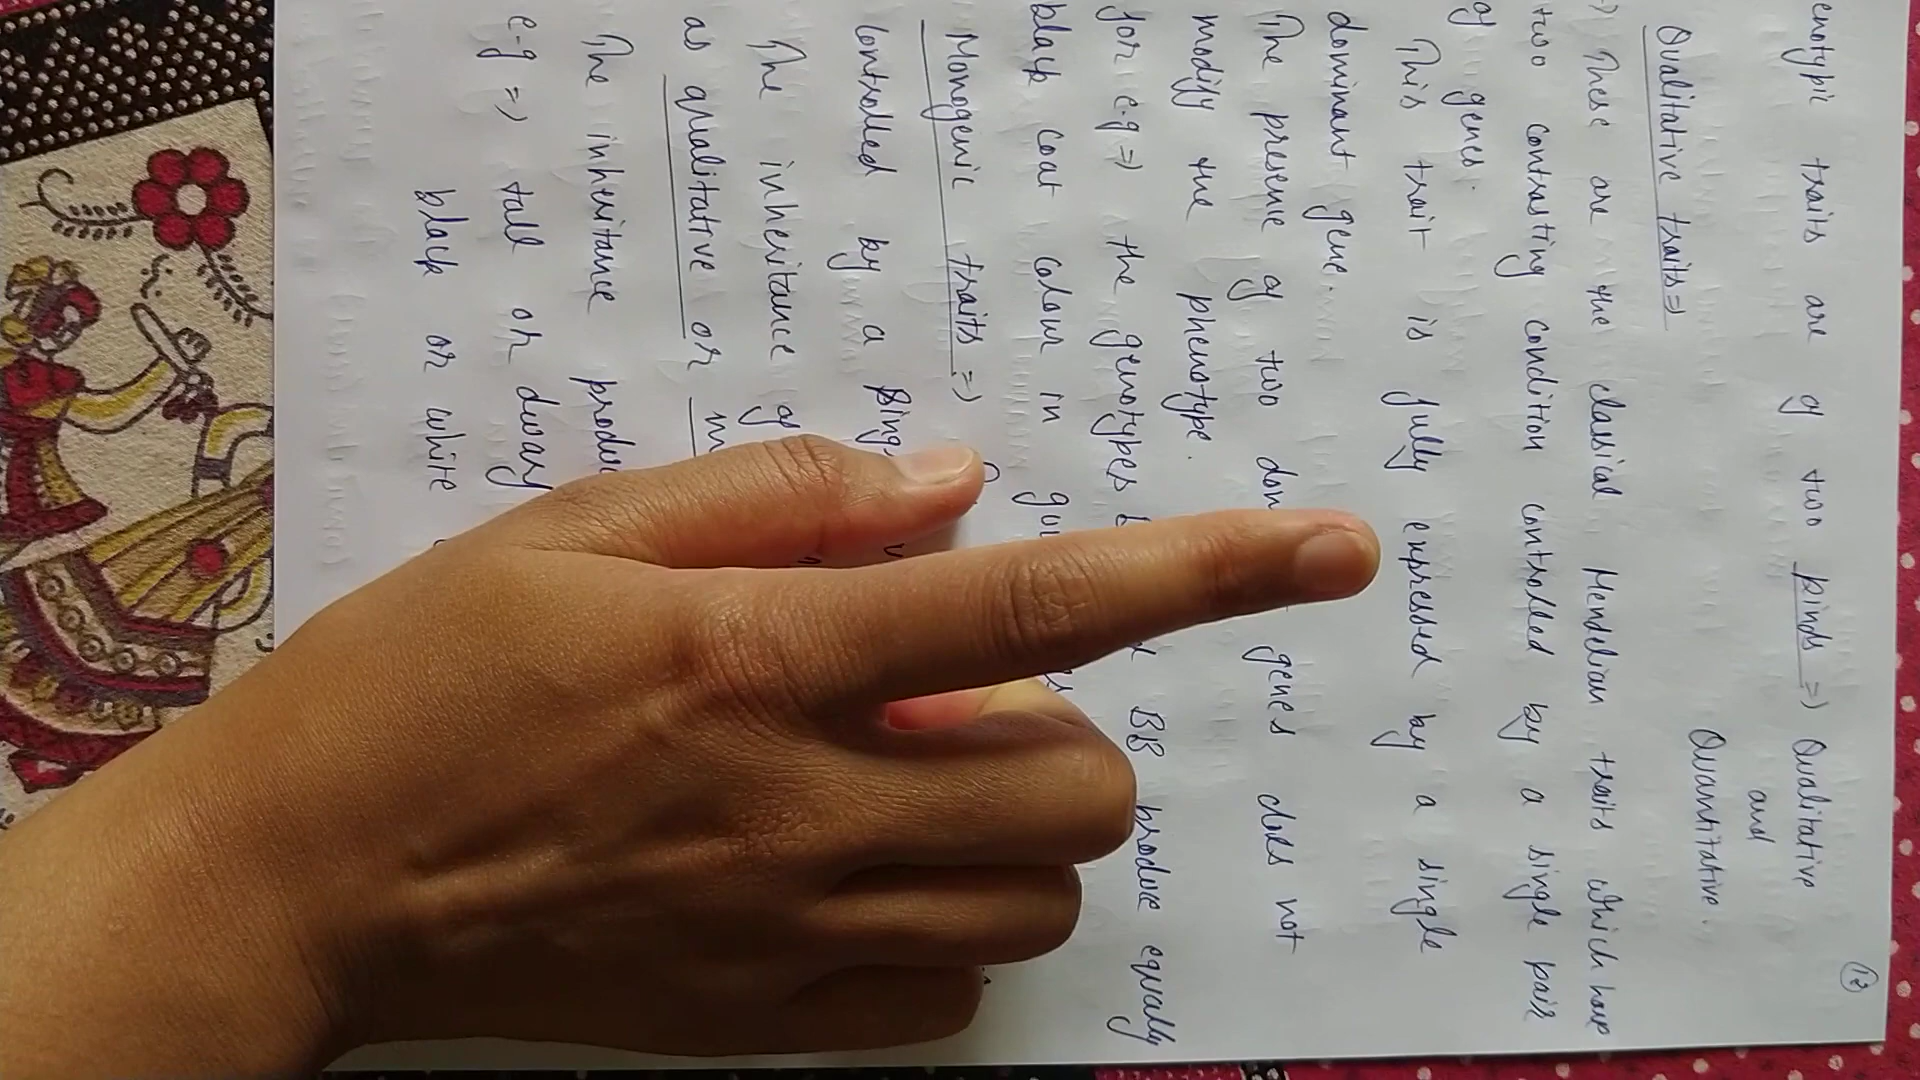 12
enotypic traits are of two kinds => Qualitative
and
Quantitative.
Qualitative traits =>
=> These are the classical Mendelian traits which have
two contrasting condition controlled by a single pair
of genes.
This trait is fully expressed by a single
dominant gene.
The presence of two genes does not
modify the phenotype.
for e.g => the genotypes BB produce equally
black coat colour in
Monogenic traits =>
Controlled by a
The inheritance of
as qualitative or
The inheritance
e-g => tall or dwarf
black or white